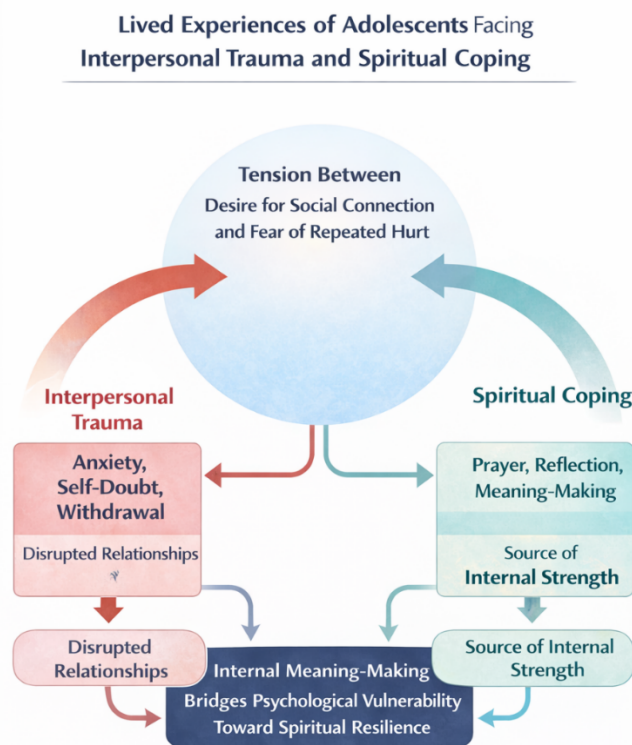 Lived Experiences of Adolescents Facing
Interpersonal Trauma and Spiritual Coping
Tension Between
Desire for Social Connection
and Fear of Repeated Hurt
Interpersonal
Trauma
Spiritual Coping
Anxiety,
Self-Doubt,
Withdrawal
Disrupted Relationships
Prayer, Reflection,
Meaning-Making
Source of
Internal Strength
Disrupted
Relationships
Internal Meaning-Making
Bridges Psychological Vulnerability
Toward Spiritual Resilience
Source of Internal
Strength